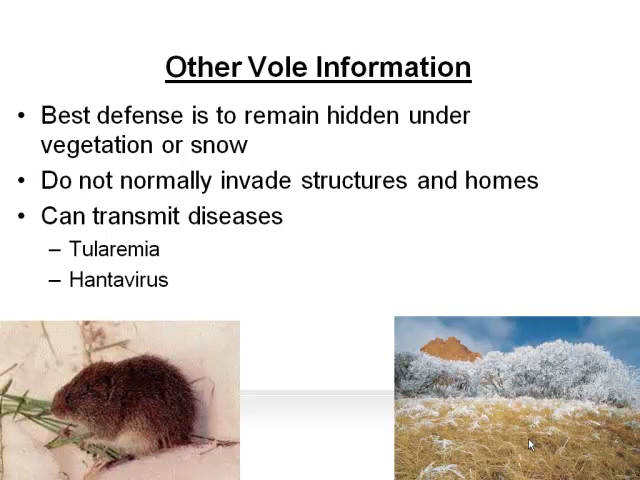 Other Vole Information
• Best defense is to remain hidden under
vegetation or snow
• Do not normally invade structures and homes
• Can transmit diseases
– Tularemia
– Hantavirus